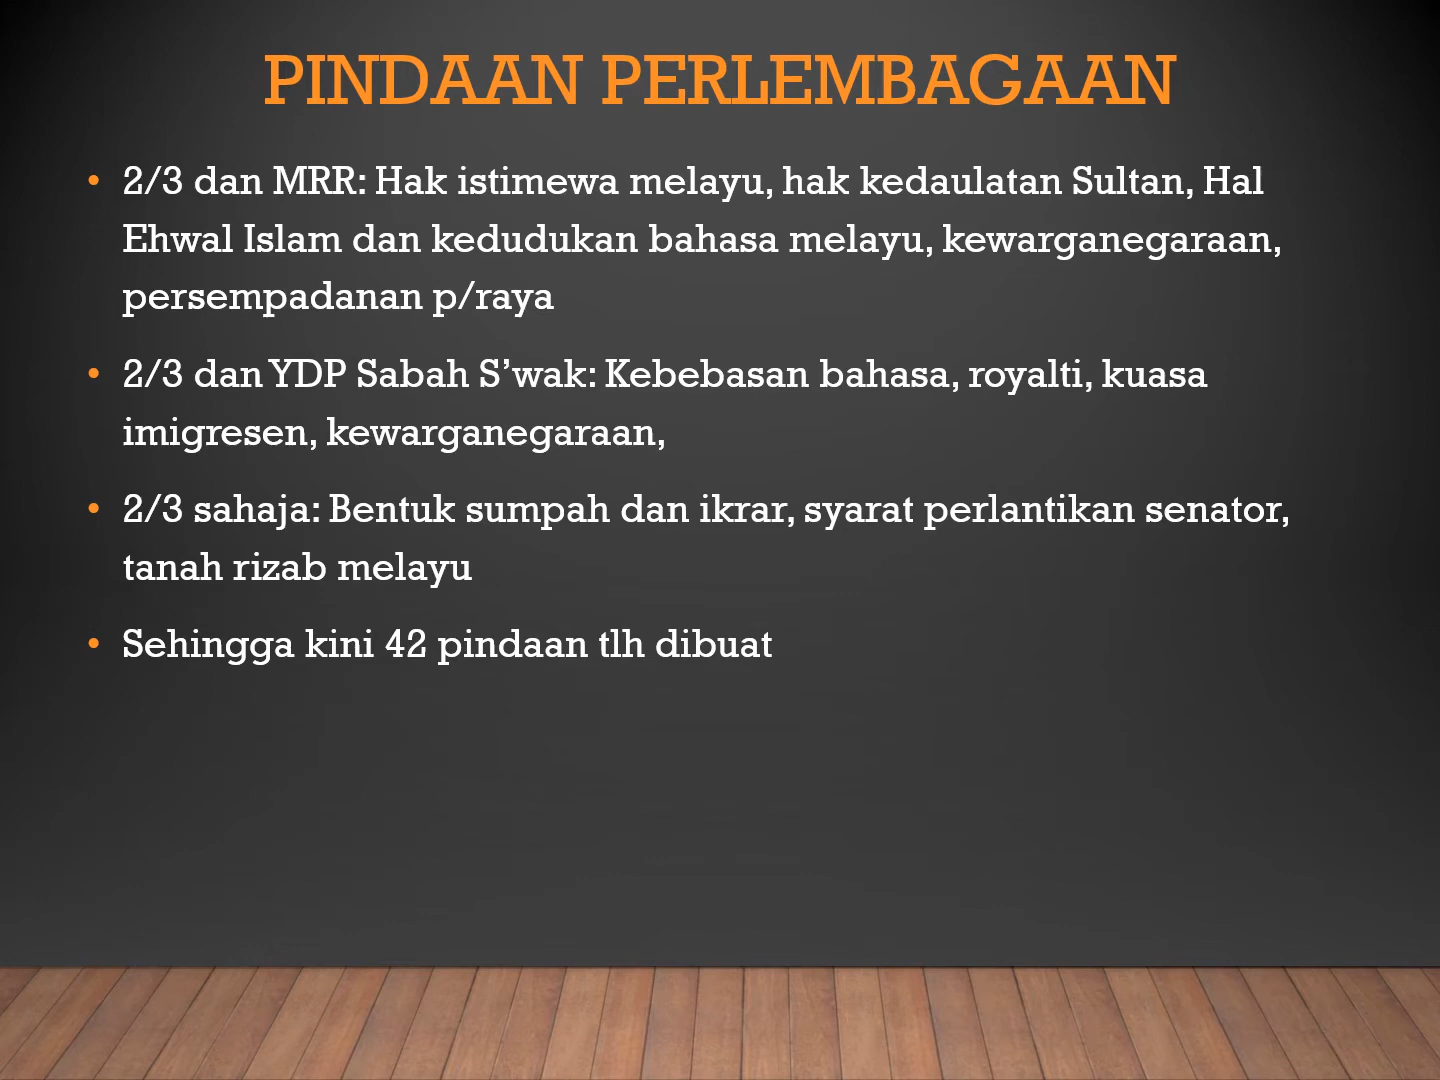 PINDAAN PERLEMBAGAAN
• 2/3 dan MRR: Hak istimewa melayu, hak kedaulatan Sultan, Hal
Ehwal Islam dan kedudukan bahasa melayu, kewarganegaraan,
persempadanan p/raya
• 2/3 dan YDP Sabah S’wak: Kebebasan bahasa, royalti, kuasa
imigresen, kewarganegaraan,
• 2/3 sahaja: Bentuk sumpah dan ikrar, syarat perlantikan senator,
tanah rizab melayu
• Sehingga kini 42 pindaan tlh dibuat